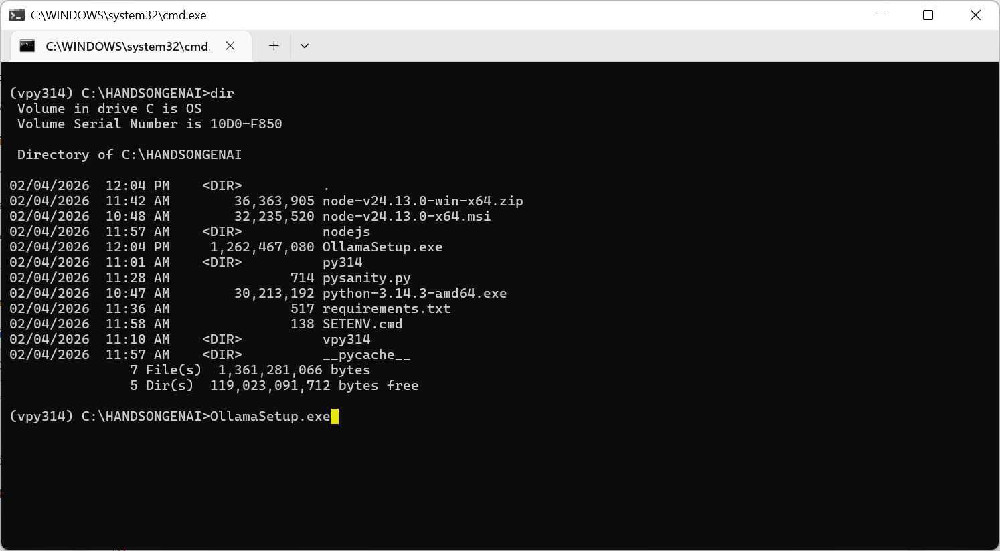 C:\WINDOWS\system32\cmd.exe
C:\WINDOWS\system32\cmd.
(vpy314) C:\HANDSONGENAI>dir
 Volume in drive C is OS
 Volume Serial Number is 10D0-F850
 Directory of C:\HANDSONGENAI
02/04/2026  12:04 PM    <DIR>          .
02/04/2026  11:42 AM        36,363,905 node-v24.13.0-win-x64.zip
02/04/2026  10:48 AM        32,235,520 node-v24.13.0-x64.msi
02/04/2026  11:57 AM    <DIR>          nodejs
02/04/2026  12:04 PM     1,262,467,080 OllamaSetup.exe
02/04/2026  11:01 AM    <DIR>          py314
02/04/2026  11:28 AM               714 pysanity.py
02/04/2026  10:47 AM        30,213,192 python-3.14.3-amd64.exe
02/04/2026  11:36 AM               517 requirements.txt
02/04/2026  11:58 AM               138 SETENV.cmd
02/04/2026  11:10 AM    <DIR>          vpy314
02/04/2026  11:57 AM    <DIR>          __pycache__
               7 File(s)  1,361,281,066 bytes
               5 Dir(s)  119,023,091,712 bytes free
(vpy314) C:\HANDSONGENAI>OllamaSetup.exe